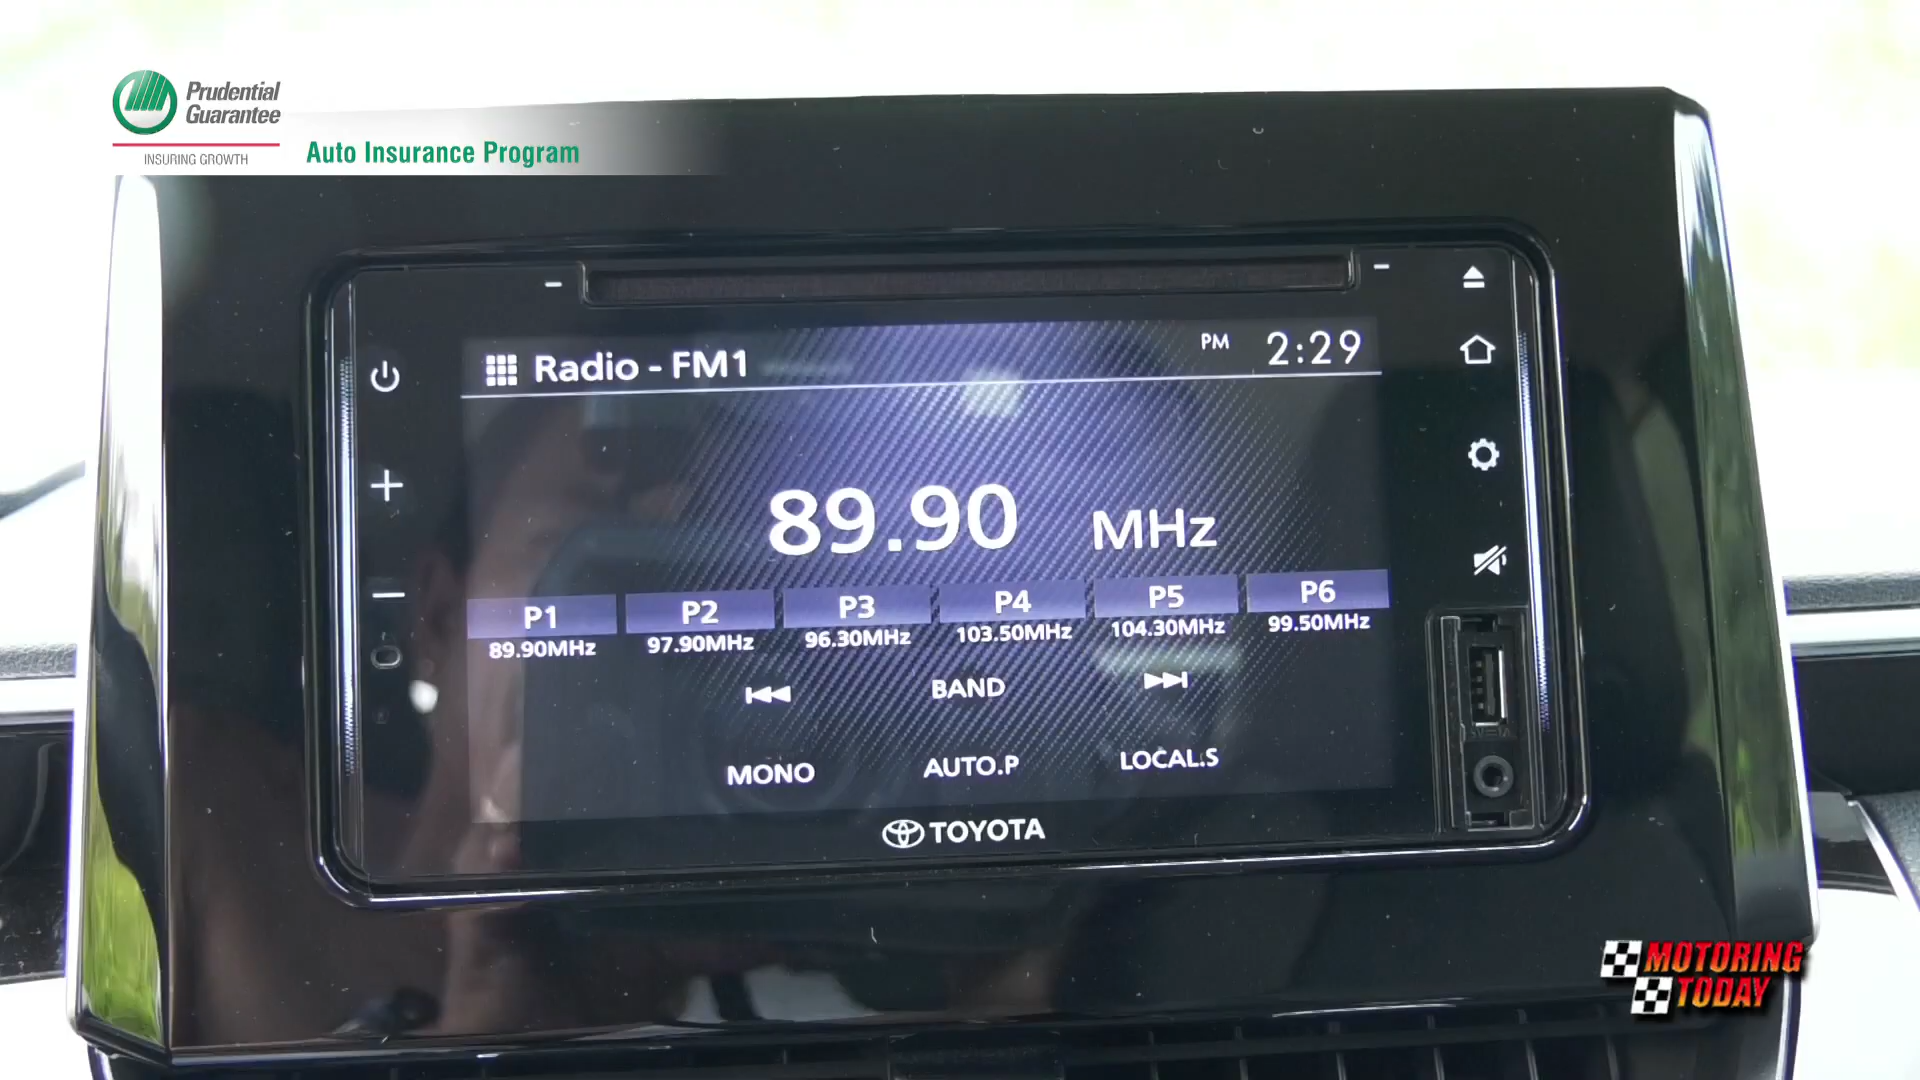 Prudential
Guarantee
INSURING GROWTH
Auto Insurance Program
Radio - FM1
PM 2:29
89.90 MHz
P1 P2 P3 P4 P5 P6
89.90MHz 97.90MHz 96.30MHz 103.50MHz 104.30MHz 99.50MHz
BAND
MONO AUTO.P LOCAL.S
TOYOTA
MOTORING
TODAY